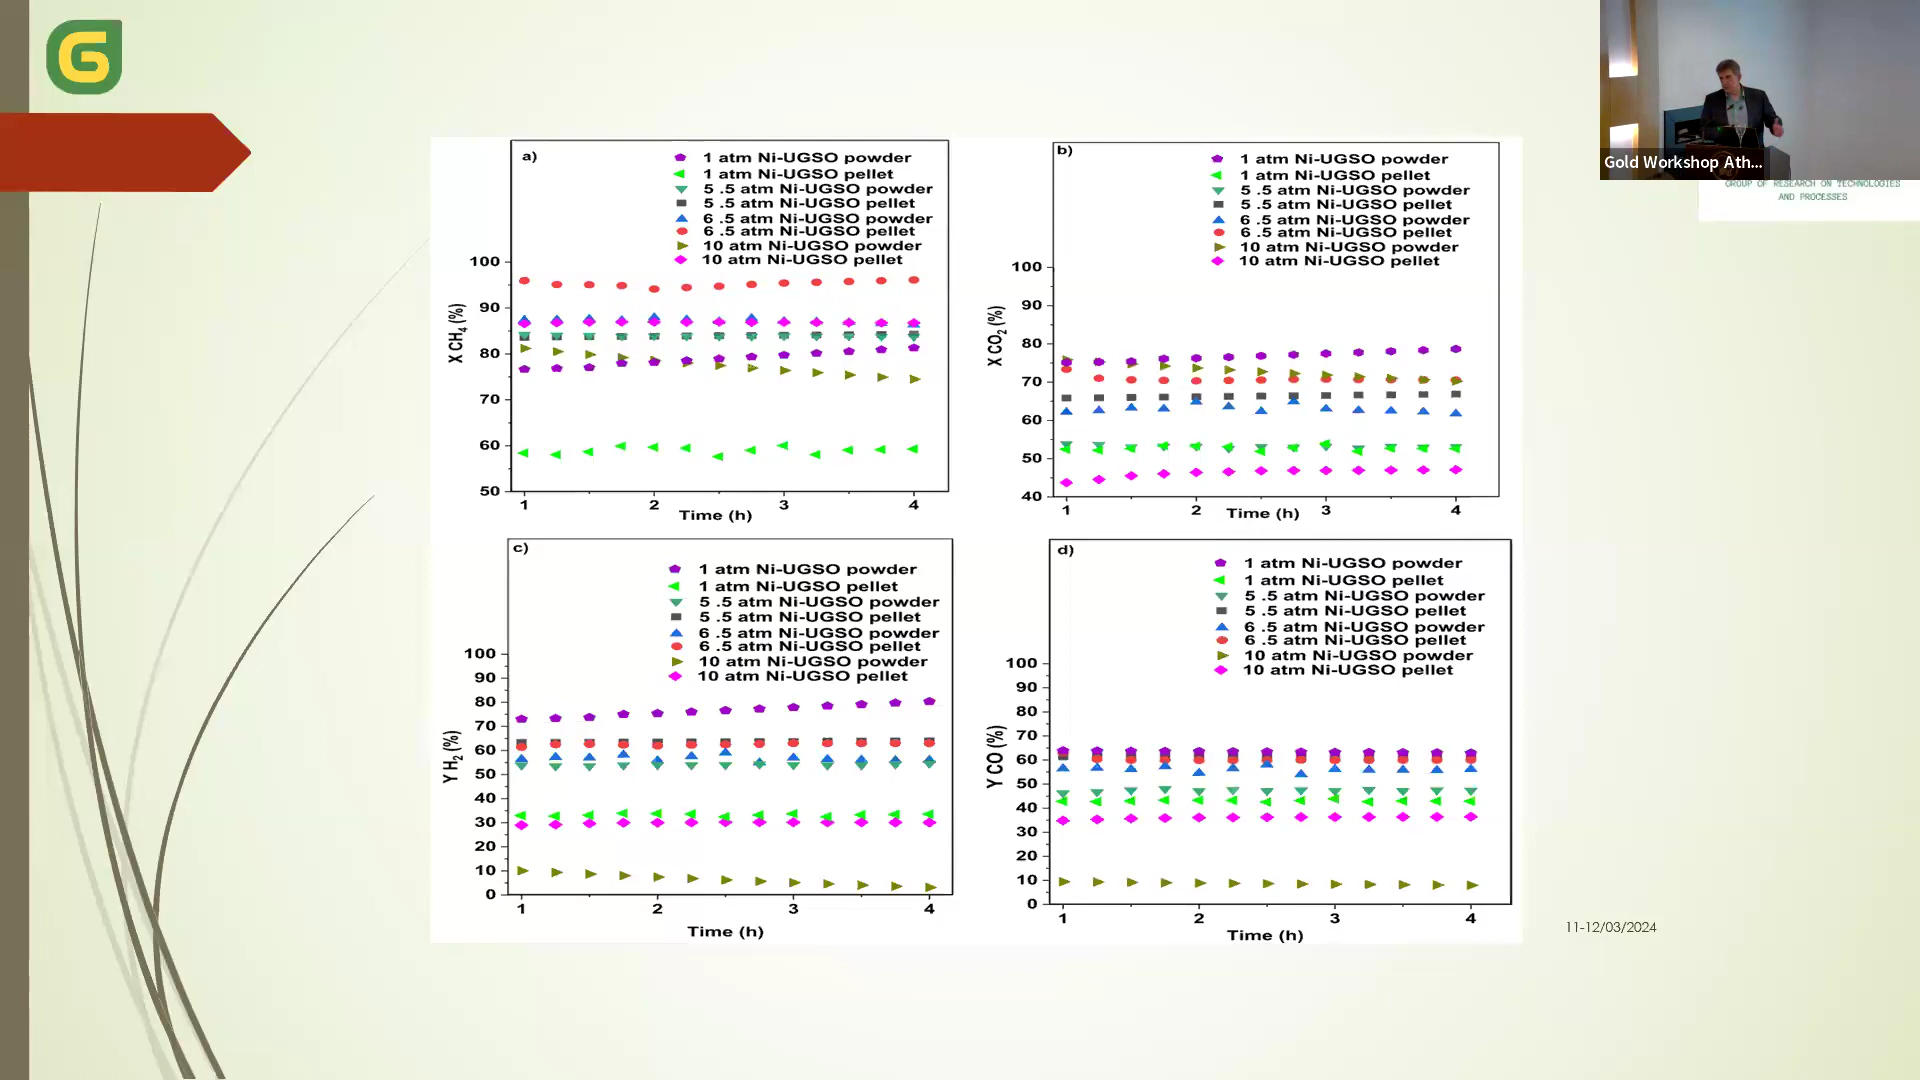 G
Gold Workshop Ath...
GROUP OF RESEARCH ON TECHNOLOGIES
AND PROCESSES
a)
1 atm Ni-UGSO powder
1 atm Ni-UGSO pellet
5 .5 atm Ni-UGSO powder
5 .5 atm Ni-UGSO pellet
6 .5 atm Ni-UGSO powder
6 .5 atm Ni-UGSO pellet
10 atm Ni-UGSO powder
10 atm Ni-UGSO pellet
100
90
80
70
60
50
X CH₄ (%)
1 2 3 4
Time (h)
b)
1 atm Ni-UGSO powder
1 atm Ni-UGSO pellet
5 .5 atm Ni-UGSO powder
5 .5 atm Ni-UGSO pellet
6 .5 atm Ni-UGSO powder
6 .5 atm Ni-UGSO pellet
10 atm Ni-UGSO powder
10 atm Ni-UGSO pellet
100
90
80
70
60
50
40
X CO₂ (%)
1 2 3 4
Time (h)
c)
1 atm Ni-UGSO powder
1 atm Ni-UGSO pellet
5 .5 atm Ni-UGSO powder
5 .5 atm Ni-UGSO pellet
6 .5 atm Ni-UGSO powder
6 .5 atm Ni-UGSO pellet
10 atm Ni-UGSO powder
10 atm Ni-UGSO pellet
100
90
80
70
60
50
40
30
20
10
0
Y H₂ (%)
1 2 3 4
Time (h)
d)
1 atm Ni-UGSO powder
1 atm Ni-UGSO pellet
5 .5 atm Ni-UGSO powder
5 .5 atm Ni-UGSO pellet
6 .5 atm Ni-UGSO powder
6 .5 atm Ni-UGSO pellet
10 atm Ni-UGSO powder
10 atm Ni-UGSO pellet
100
90
80
70
60
50
40
30
20
10
0
Y CO (%)
1 2 3 4
Time (h)
11-12/03/2024